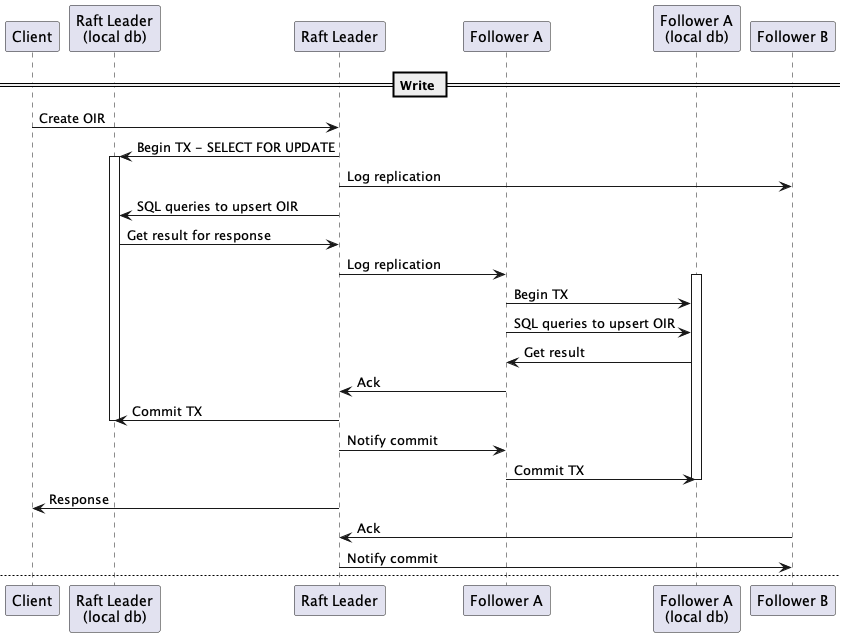 Client
Raft Leader
(local db)
Raft Leader
Follower A
Follower A
(local db)
Follower B
Write
Create OIR
Begin TX - SELECT FOR UPDATE
Log replication
SQL queries to upsert OIR
Get result for response
Log replication
Begin TX
SQL queries to upsert OIR
Get result
Ack
Commit TX
Notify commit
Commit TX
Response
Ack
Notify commit
Client
Raft Leader
(local db)
Raft Leader
Follower A
Follower A
(local db)
Follower B